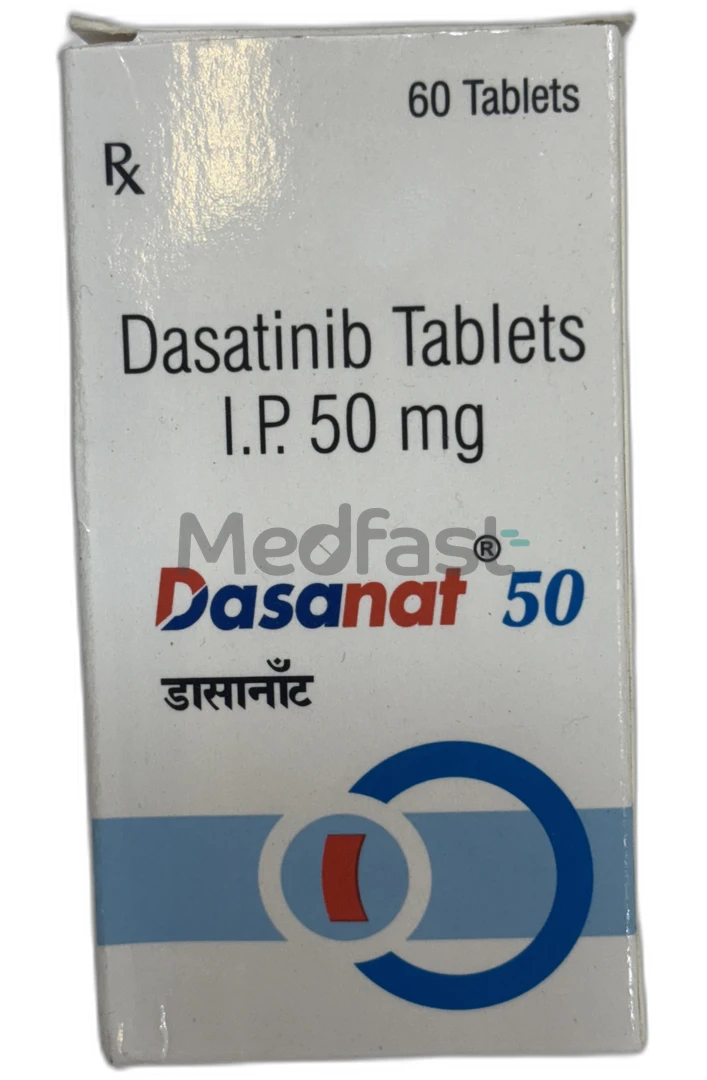 60 Tablets
Rx
Dasatinib Tablets
I.P. 50 mg
Medfast
Dasanat® 50
डासानाँट